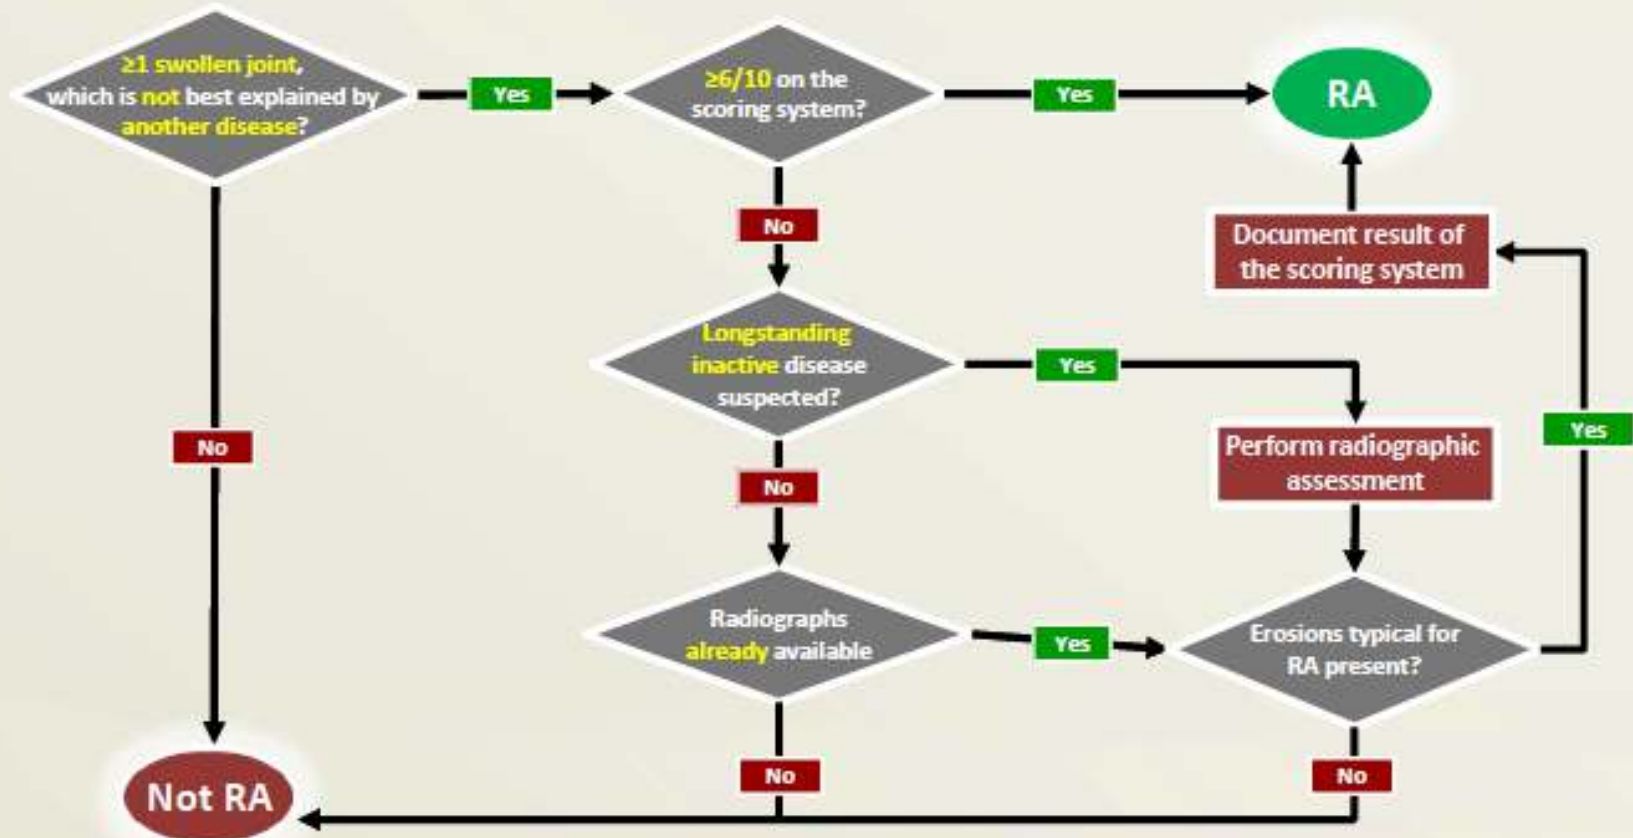 ≥1 swollen joint,
which is not best explained by
another disease?
Yes
≥6/10 on the
scoring system?
Yes
RA
No
Document result of
the scoring system
Longstanding
inactive disease
suspected?
Yes
Yes
No
Perform radiographic
assessment
No
Radiographs
already available
Yes
Erosions typical for
RA present?
No
No
Not RA